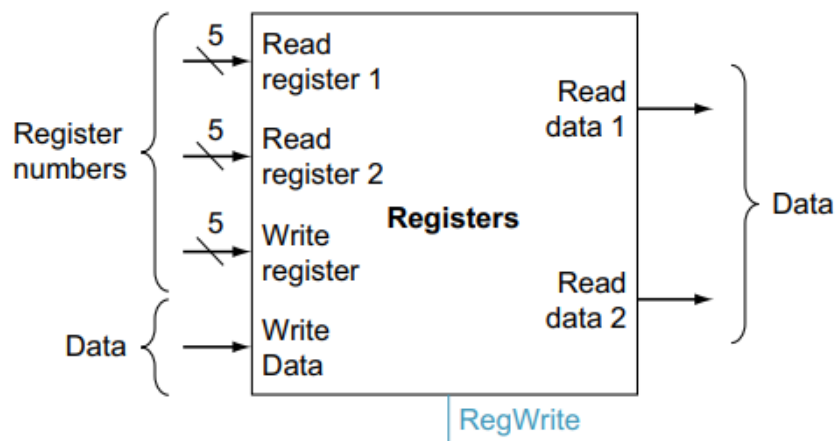 Register
numbers
Data
5
Read
register 1
5
Read
register 2
5
Write
register
Write
Data
Registers
Read
data 1
Read
data 2
Data
RegWrite